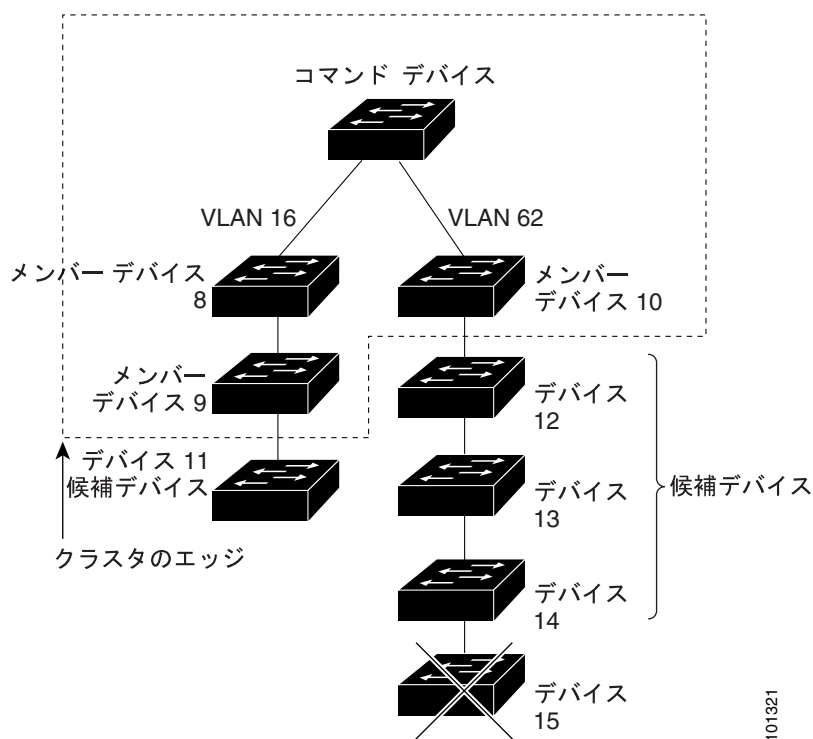 コマンド デバイス
VLAN 16
VLAN 62
メンバー デバイス
8
メンバー
デバイス 10
メンバー
デバイス 9
デバイス
12
デバイス 11
候補デバイス
デバイス
13
候補デバイス
クラスタのエッジ
デバイス
14
デバイス
15
101321